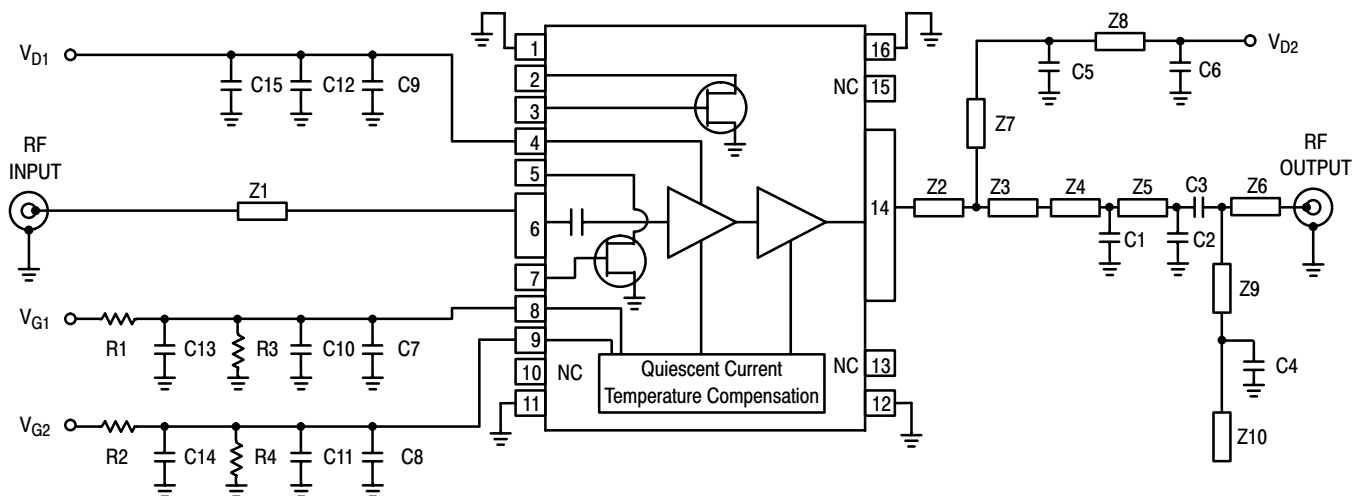 V_D1
C15
C12
C9
RF
INPUT
Z1
V_G1
R1
C13
R3
C10
C7
V_G2
R2
C14
R4
C11
C8
1
2
3
4
5
6
7
8
9
10
NC
11
Quiescent Current
Temperature Compensation
16
NC
15
14
NC
13
12
Z8
V_D2
C5
C6
Z7
RF
OUTPUT
Z2
Z3
Z4
Z5
C3
Z6
C1
C2
Z9
C4
Z10